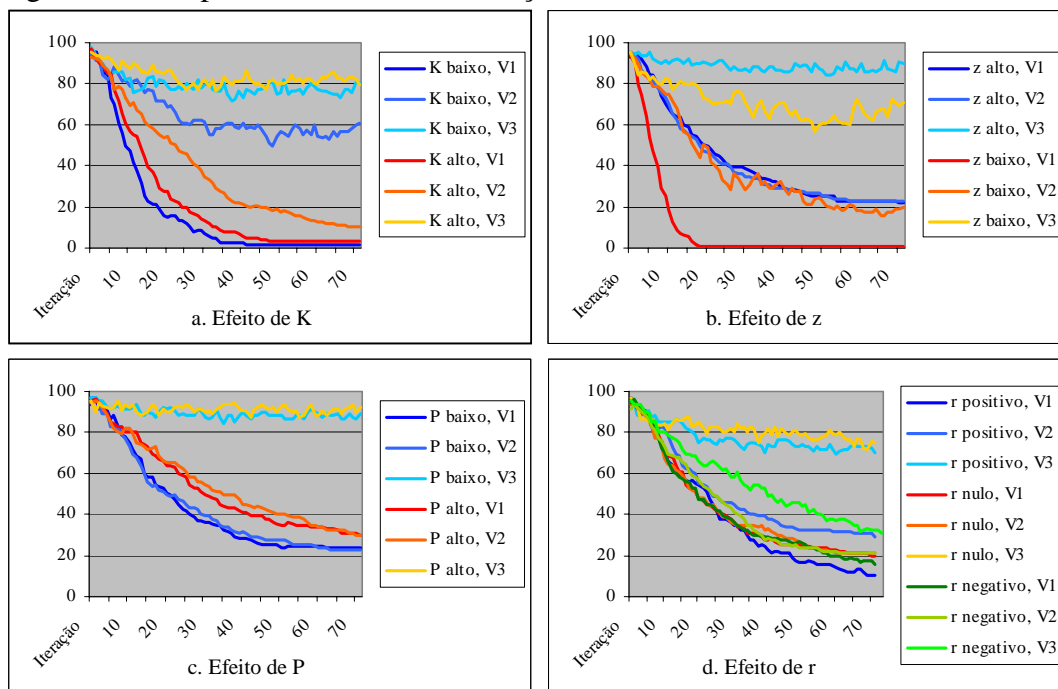 100
80
60
40
20
0
Iteração
10
20
30
40
50
60
70
K baixo, V1
K baixo, V2
K baixo, V3
K alto, V1
K alto, V2
K alto, V3
a. Efeito de K
100
80
60
40
20
0
Iteração
10
20
30
40
50
60
70
z alto, V1
z alto, V2
z alto, V3
z baixo, V1
z baixo, V2
z baixo, V3
b. Efeito de z
100
80
60
40
20
0
Iteração
10
20
30
40
50
60
70
P baixo, V1
P baixo, V2
P baixo, V3
P alto, V1
P alto, V2
P alto, V3
c. Efeito de P
100
80
60
40
20
0
Iteração
10
20
30
40
50
60
70
r positivo, V1
r positivo, V2
r positivo, V3
r nulo, V1
r nulo, V2
r nulo, V3
r negativo, V1
r negativo, V2
r negativo, V3
d. Efeito de r